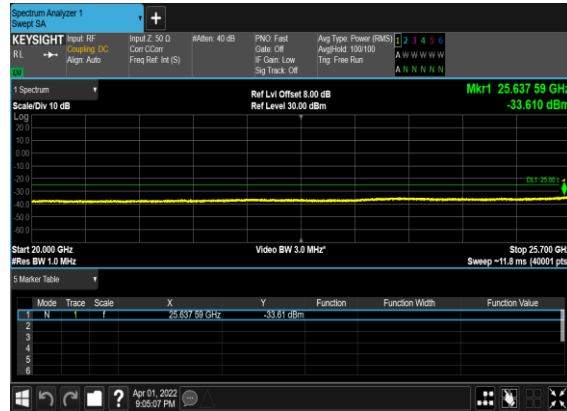 Spectrum Analyzer 1
Swept SA
KEYSIGHT Input: RF Input Z: 50 Ω #Atten: 40 dB PNO: Fast Avg Type: Power (RMS) 1 2 3 4 5 6
RL Coupling: DC Corr CCorr Gate: Off Avg|Hold: 100/100 A W W W W W
Align: Auto Freq Ref: Int (S) IF Gain: Low Trig: Free Run
LW Sig Track: Off A N N N N N
1 Spectrum Ref Lvl Offset 8.00 dB Mkr1 25.637 59 GHz
Scale/Div 10 dB Ref Level 30.00 dBm -33.610 dBm
Log
20.0
10.0
0.00
-10.0
-20.0
DL1 -25.00
-30.0
-40.0
-50.0
-60.0
Start 20.000 GHz Video BW 3.0 MHz* Stop 25.700 GHz
#Res BW 1.0 MHz Sweep ~11.8 ms (40001 pts
5 Marker Table
Mode Trace Scale X Y Function Function Width Function Value
1 N 1 f 25.637 59 GHz -33.61 dBm
2
3
4
5
6
? Apr 01, 2022
9:05:07 PM